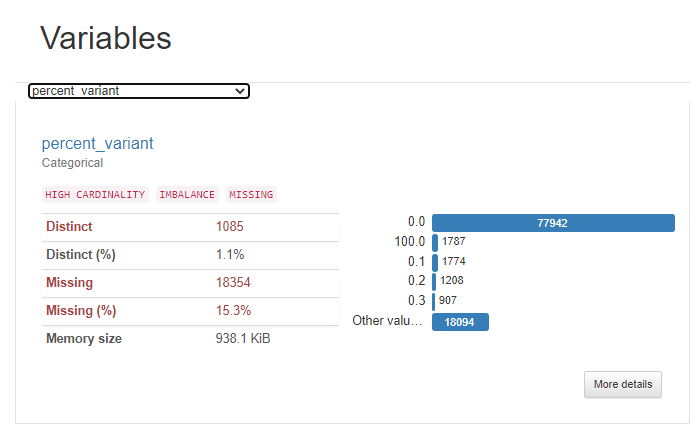 Variables
percent_variant
percent_variant
Categorical
HIGH CARDINALITY IMBALANCE MISSING
Distinct 1085
Distinct (%) 1.1%
Missing 18354
Missing (%) 15.3%
Memory size 938.1 KiB
0.0 77942
100.0 1787
0.1 1774
0.2 1208
0.3 907
Other valu… 18094
More details